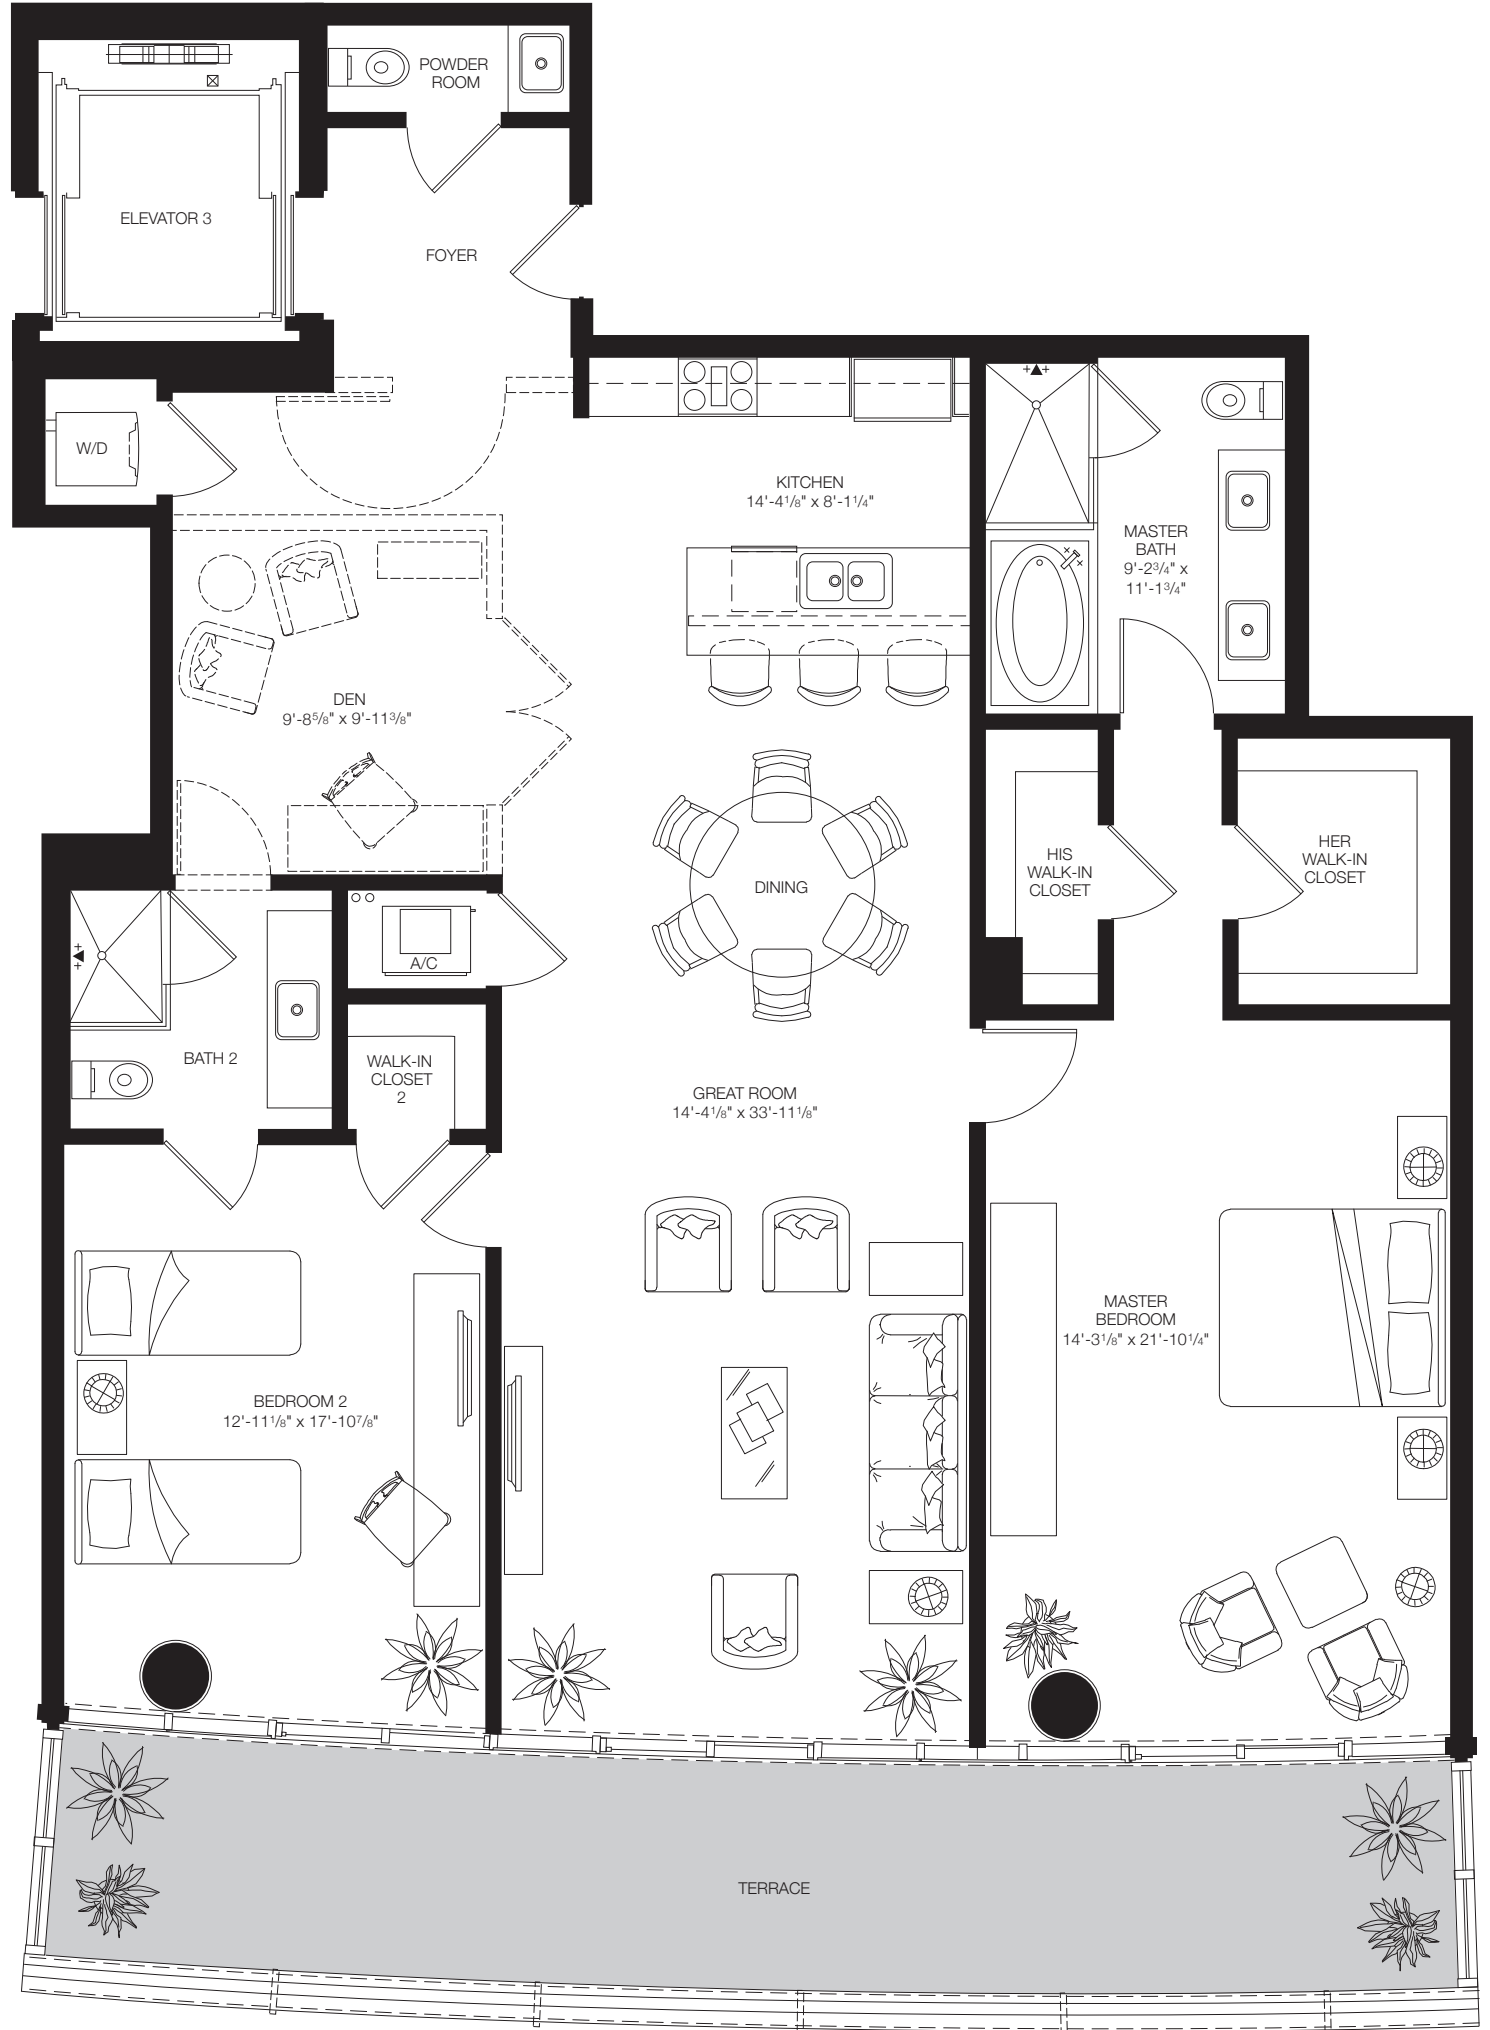 POWDER
ROOM
ELEVATOR 3
FOYER
W/D
KITCHEN
14'-4 1/8" x 8'-1 1/4"
MASTER
BATH
9'-2 3/4" x
11'-1 3/4"
DEN
9'-8 5/8" x 9'-11 3/8"
DINING
HIS
WALK-IN
CLOSET
HER
WALK-IN
CLOSET
A/C
BATH 2
WALK-IN
CLOSET
2
GREAT ROOM
14'-4 1/8" x 33'-11 1/8"
MASTER
BEDROOM
14'-3 1/8" x 21'-10 1/4"
BEDROOM 2
12'-11 1/8" x 17'-10 7/8"
TERRACE